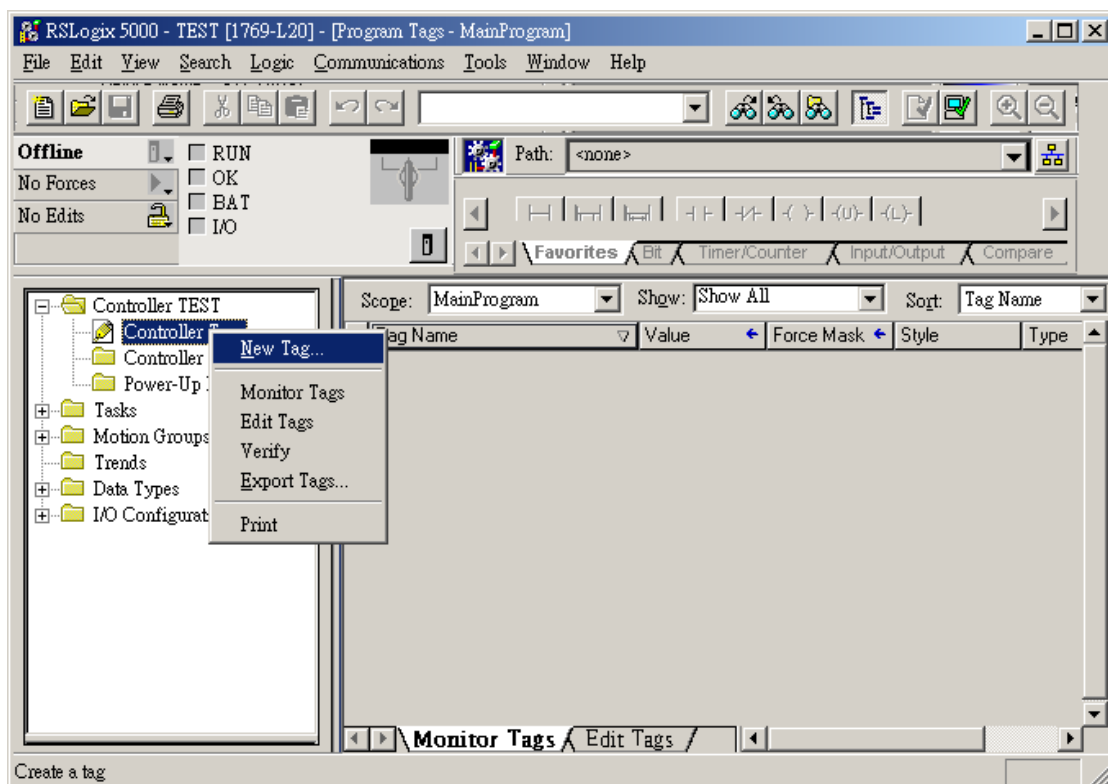 RSLogix 5000 - TEST [1769-L20] - [Program Tags - MainProgram]
File Edit View Search Logic Communications Tools Window Help
Offline
RUN
Path: <none>
No Forces
OK
No Edits
BAT
I/O
Favorites Bit Timer/Counter Input/Output Compare
Controller TEST
Scope: MainProgram Show: Show All Sort: Tag Name
Controller
Tag Name Value Force Mask Style Type
New Tag...
Controller
Power-Up
Monitor Tags
Tasks
Edit Tags
Motion Groups
Verify
Trends
Export Tags...
Data Types
I/O Configurat
Print
Monitor Tags Edit Tags
Create a tag